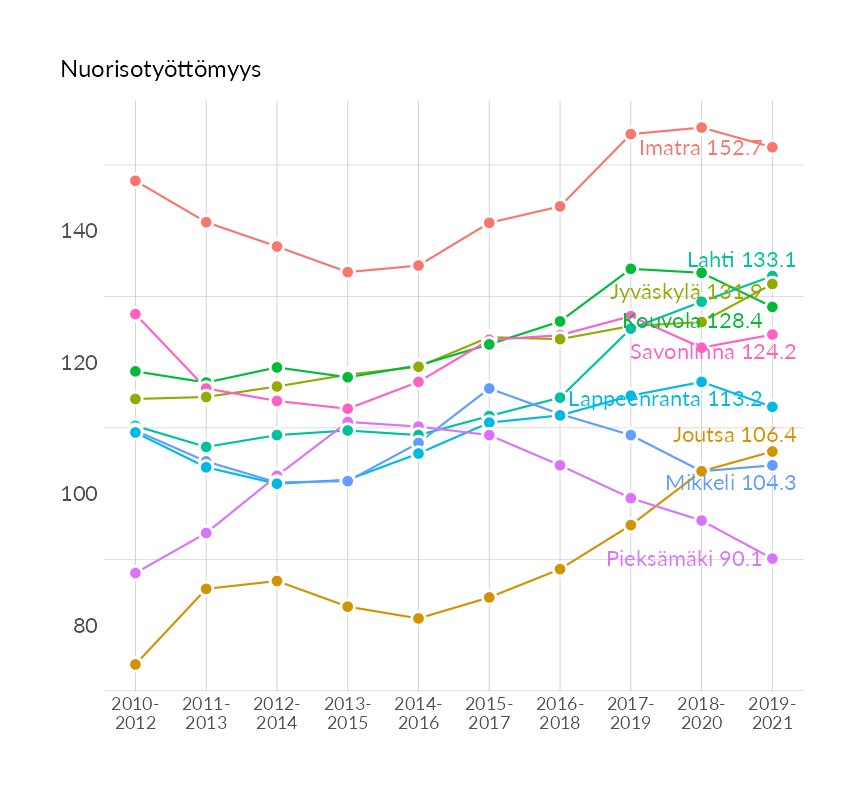 Nuorisotyöttömyys
Imatra 152.7
140
Lahti 133.1
Jyväskylä 131.9
Kouvola 128.4
Savonlinna 124.2
120
Lappeenranta 113.2
Joutsa 106.4
Mikkeli 104.3
100
Pieksämäki 90.1
80
2010- 2011- 2012- 2013- 2014- 2015- 2016- 2017- 2018- 2019-
2012 2013 2014 2015 2016 2017 2018 2019 2020 2021